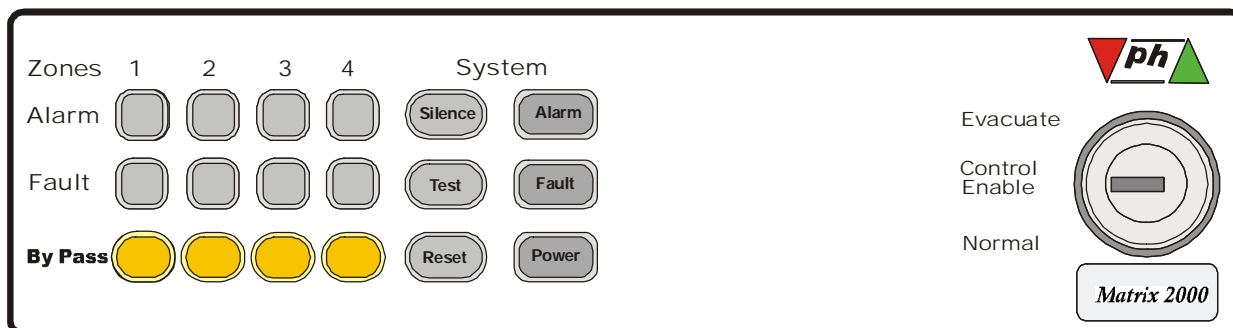 Zones 1 2 3 4 System
Alarm Silence Alarm
Fault Test Fault
By Pass Reset Power
ph
Evacuate
Control
Enable
Normal
Matrix 2000